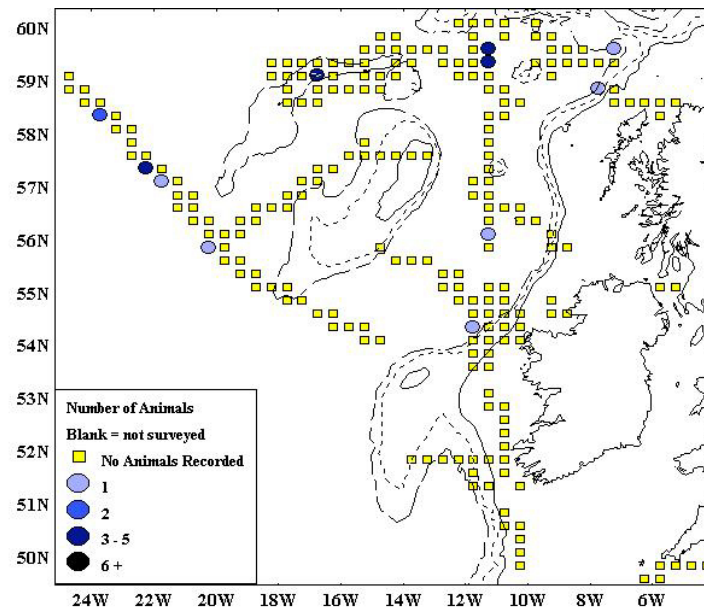 60N
59N
58N
57N
56N
55N
54N
53N
52N
51N
50N
Number of Animals
Blank = not surveyed
No Animals Recorded
1
2
3 - 5
6 +
24W 22W 20W 18W 16W 14W 12W 10W 8W 6W